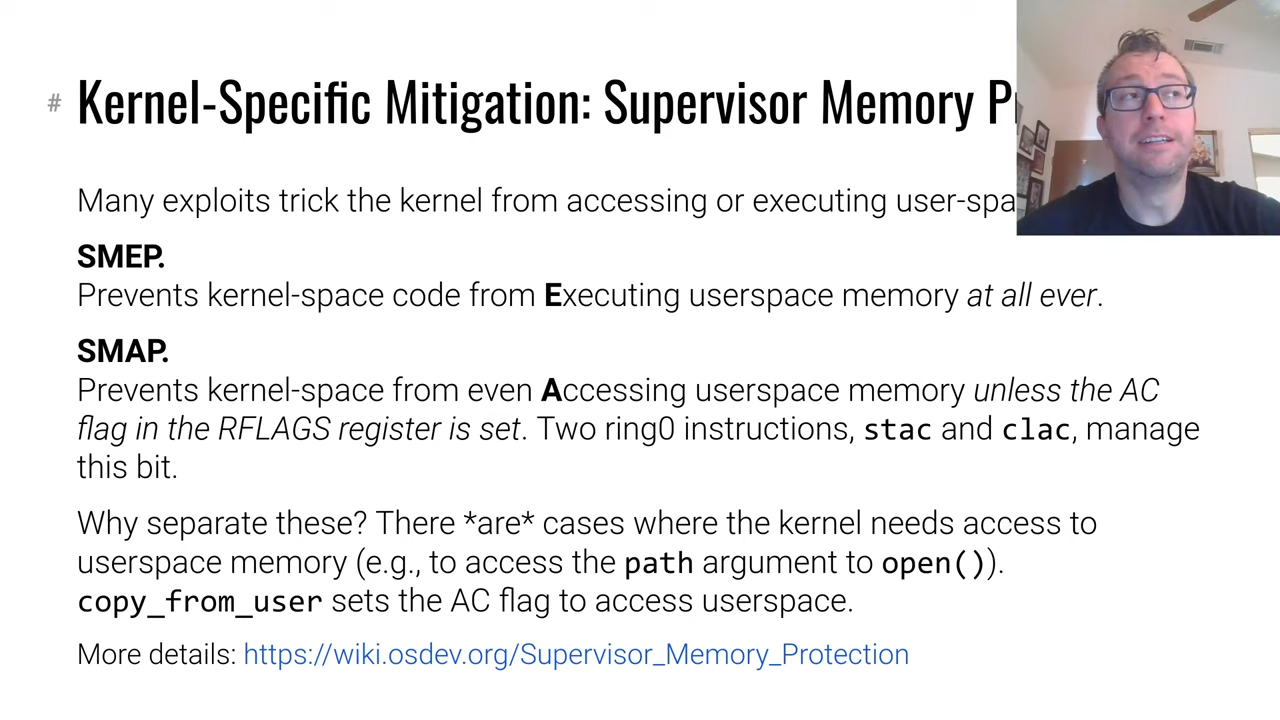 # Kernel-Specific Mitigation: Supervisor Memory
Many exploits trick the kernel from accessing or executing
SMEP.
Prevents kernel-space code from Executing userspace memory at all ever.
SMAP.
Prevents kernel-space from even Accessing userspace memory unless the AC
flag in the RFLAGS register is set. Two ring0 instructions, stac and clac, manage
this bit.
Why separate these? There *are* cases where the kernel needs access to
userspace memory (e.g., to access the path argument to open()).
copy_from_user sets the AC flag to access userspace.
More details: https://wiki.osdev.org/Supervisor_Memory_Protection